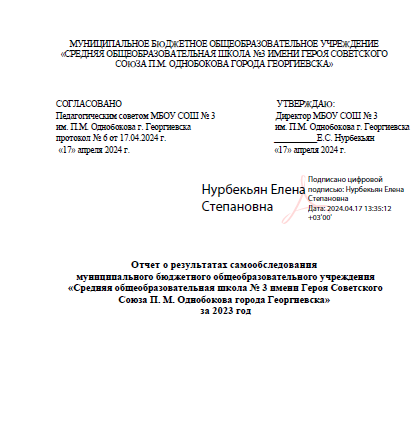 МУНИЦИПАЛЬНОЕ БЮДЖЕТНОЕ ОБЩЕОБРАЗОВАТЕЛЬНОЕ УЧРЕЖДЕНИЕ
«СРЕДНЯЯ ОБЩЕОБРАЗОВАТЕЛЬНАЯ ШКОЛА №3 ИМЕНИ ГЕРОЯ СОВЕТСКОГО
СОЮЗА П.М. ОДНОБОКОВА ГОРОДА ГЕОРГИЕВСКА»
СОГЛАСОВАНО
Педагогическим советом МБОУ СОШ № 3
им. П.М. Однобокова г. Георгиевска
протокол № 6 от 17.04.2024 г.
«17» апреля 2024 г.
УТВЕРЖДАЮ:
Директор МБОУ СОШ № 3
им. П.М. Однобокова г. Георгиевска
__________Е.С. Нурбекьян
«17» апреля 2024 г.
Нурбекьян Елена
Степановна
Подписано цифровой
подписью: Нурбекьян Елена
Степановна
Дата: 2024.04.17 13:35:12
+03'00'
Отчет о результатах самообследования
муниципального бюджетного общеобразовательного учреждения
«Средняя общеобразовательная школа № 3 имени Героя Советского
Союза П. М. Однобокова города Георгиевска»
за 2023 год